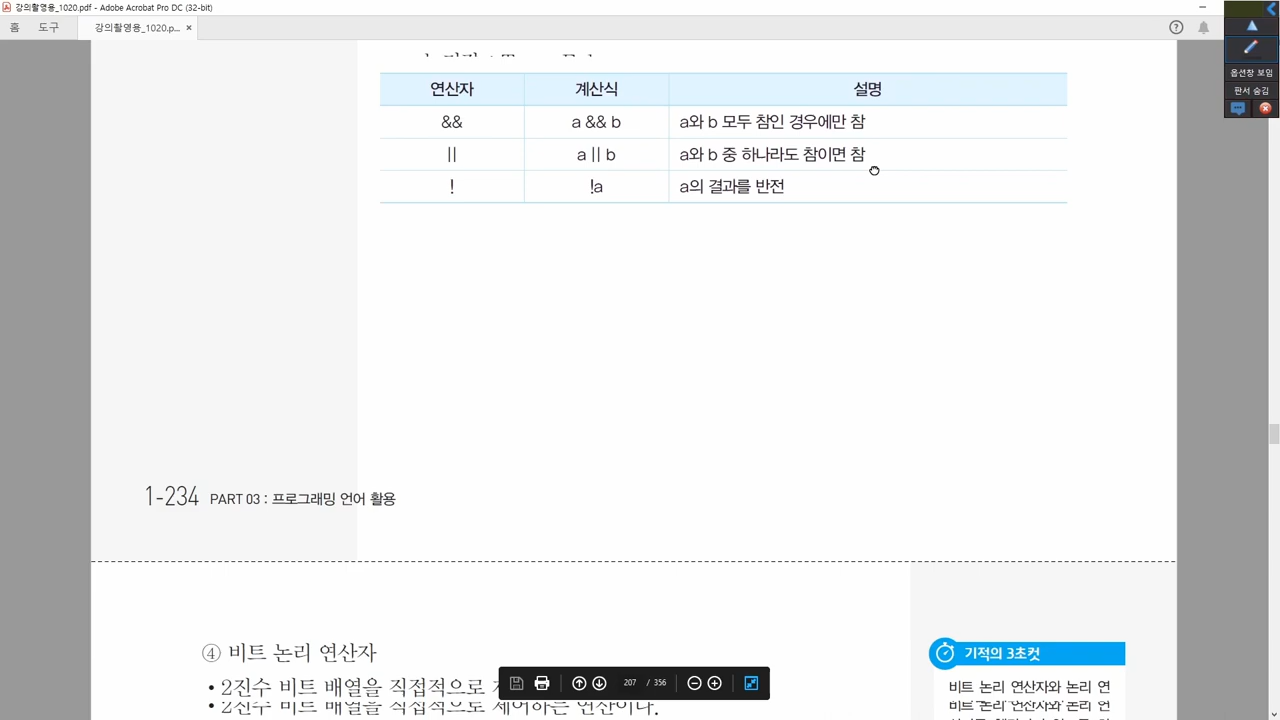 강의촬영용_1020.pdf - Adobe Acrobat Pro DC (32-bit)
홈 도구 강의촬영용_1020.p... ×
옵션창 보임
판서 숨김
연산자 계산식 설명
&& a && b a와 b 모두 참인 경우에만 참
|| a || b a와 b 중 하나라도 참이면 참
! !a a의 결과를 반전
1-234 PART 03 : 프로그래밍 언어 활용
④ 비트 논리 연산자
기적의 3초컷
• 2진수 비트 배열을 직접적으로
• 2진수 비트 배열을 직접적으로 제어하는 연산이다.
207 / 356
비트 논리 연산자와 논리 연
비트 논리 연산자와 논리 연